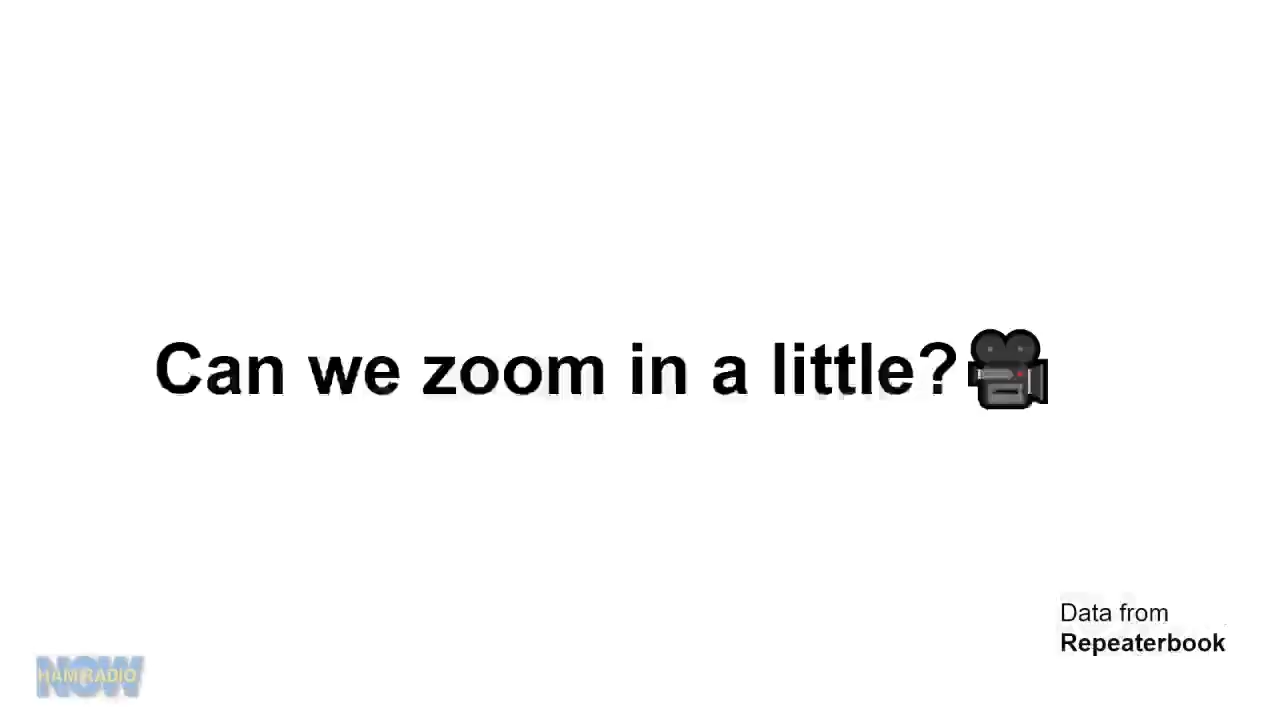 Can we zoom in a little?
Data from
Repeaterbook
HAM RADIO
NOW